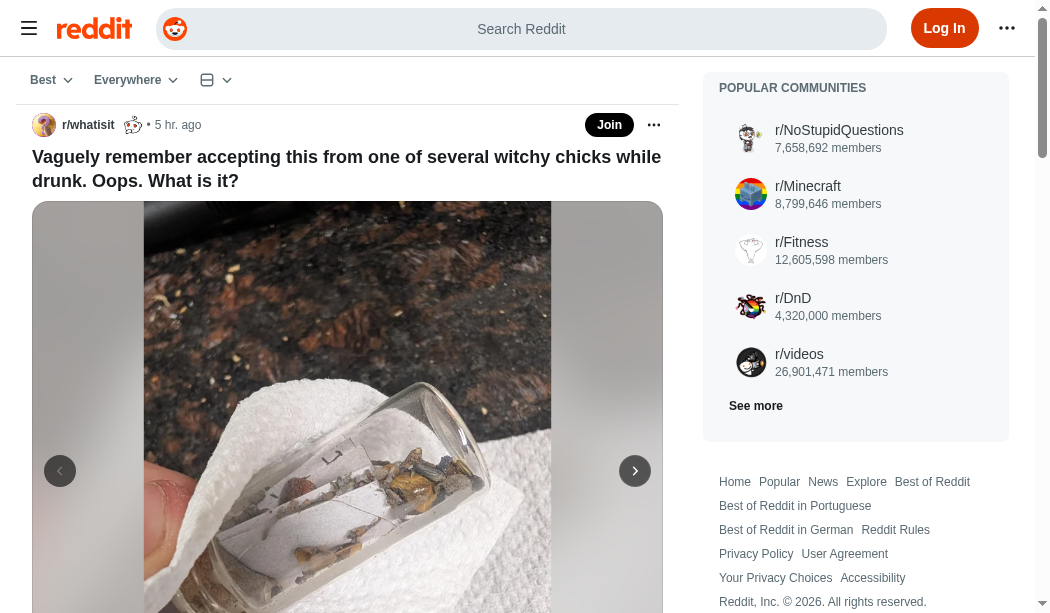 reddit
Search Reddit
Log In
Best
Everywhere
r/whatisit
• 5 hr. ago
Join
Vaguely remember accepting this from one of several witchy chicks while
drunk. Oops. What is it?
POPULAR COMMUNITIES
r/NoStupidQuestions
7,658,692 members
r/Minecraft
8,799,646 members
r/Fitness
12,605,598 members
r/DnD
4,320,000 members
r/videos
26,901,471 members
See more
Home Popular News Explore Best of Reddit
Best of Reddit in Portuguese
Best of Reddit in German Reddit Rules
Privacy Policy User Agreement
Your Privacy Choices Accessibility
Reddit, Inc. © 2026. All rights reserved.